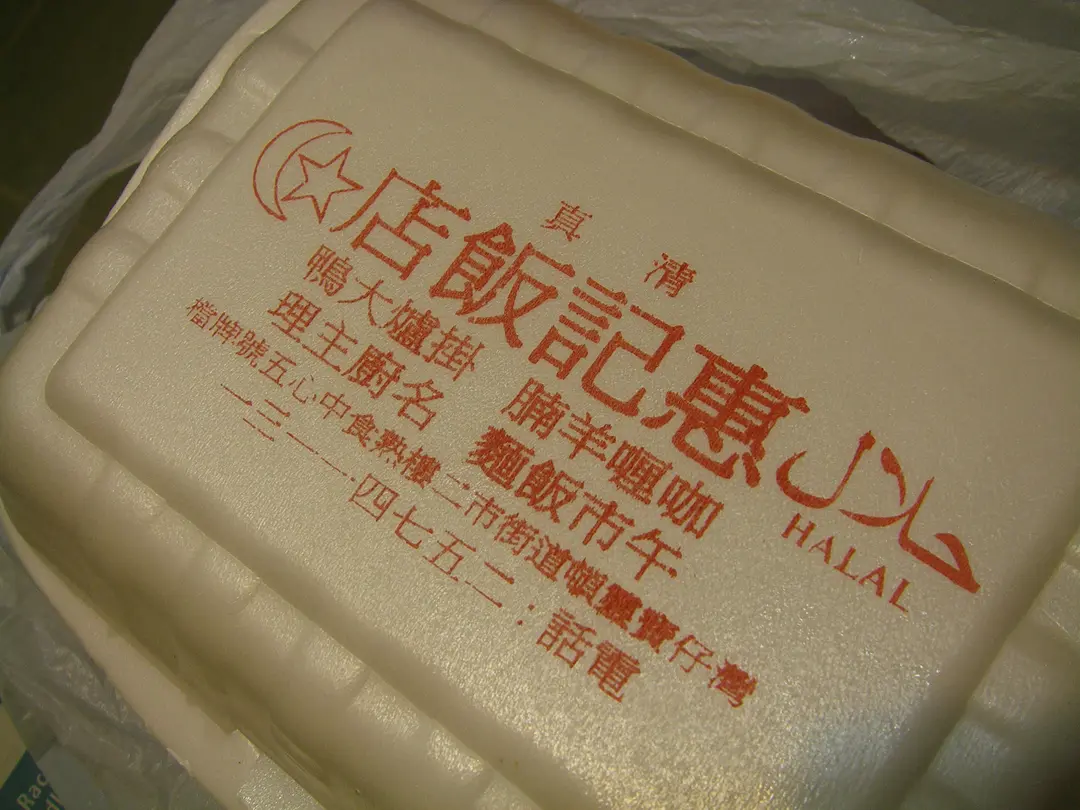 清真
惠記飯店
حلال
HALAL
咖喱羊腩 掛爐大鴨
午市飯麵 名廚主理
灣仔寶靈頓道街市二樓熟食中心五號牌檔
電話：二五七四一一三一